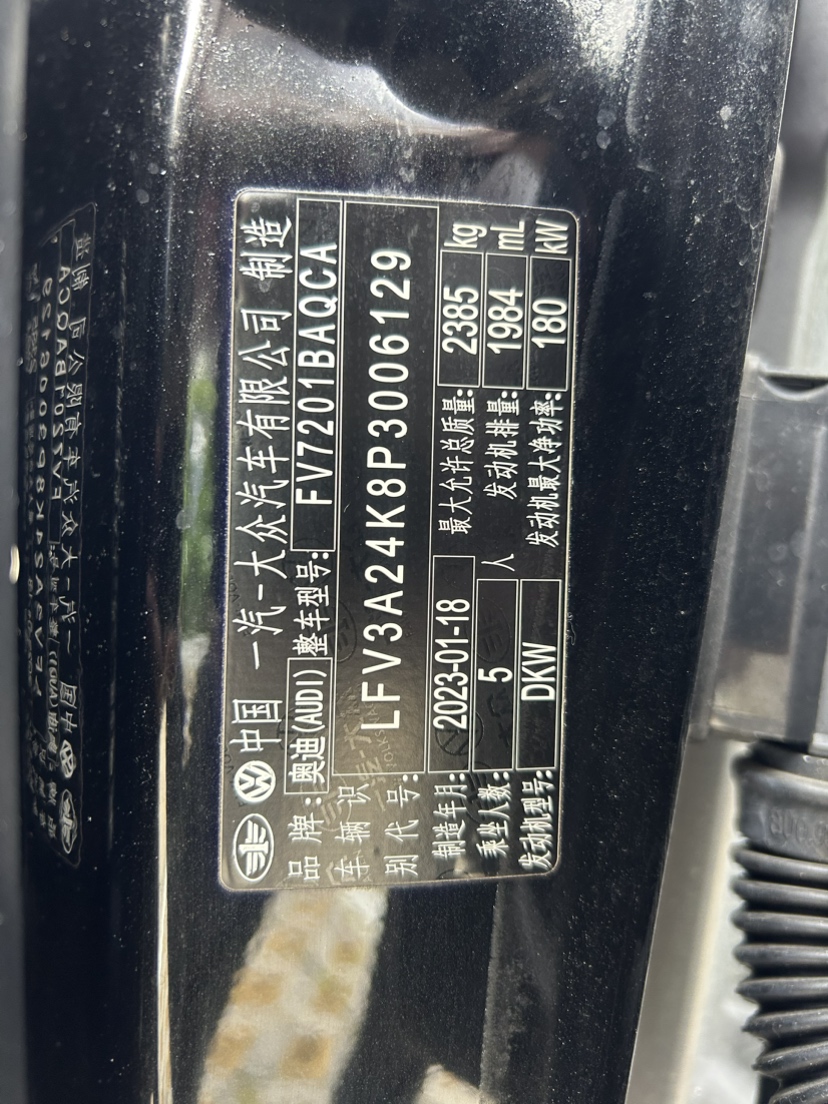 中国 一汽-大众汽车有限公司 制造
品牌: 奥迪(AUDI) 整车型号: FV7201BAQCA
车辆识别代号: LFV3A24K8P3006129
制造年月: 2023-01-18 最大允许总质量: 2385 kg
乘坐人数: 5 人 发动机排量: 1984 mL
发动机型号: DKW 发动机最大净功率: 180 kW